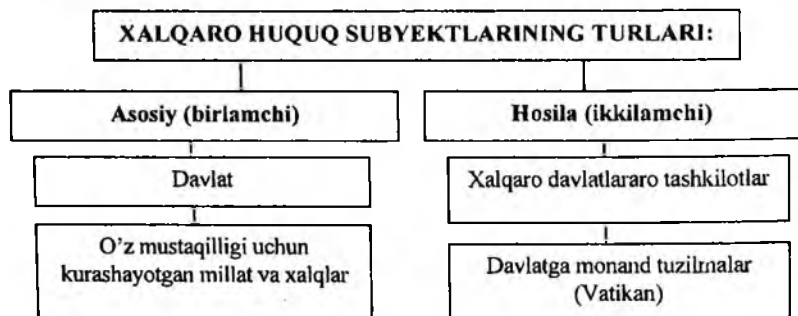 XALQARO HUQUQ SUBYEKTLARINING TURLARI:
Asosiy (birlamchi)
Hosila (ikkilamchi)
Davlat
Xalqaro davlatlararo tashkilotlar
O'z mustaqilligi uchun
kurashayotgan millat va xalqlar
Davlatga monand tuzilmalar
(Vatikan)